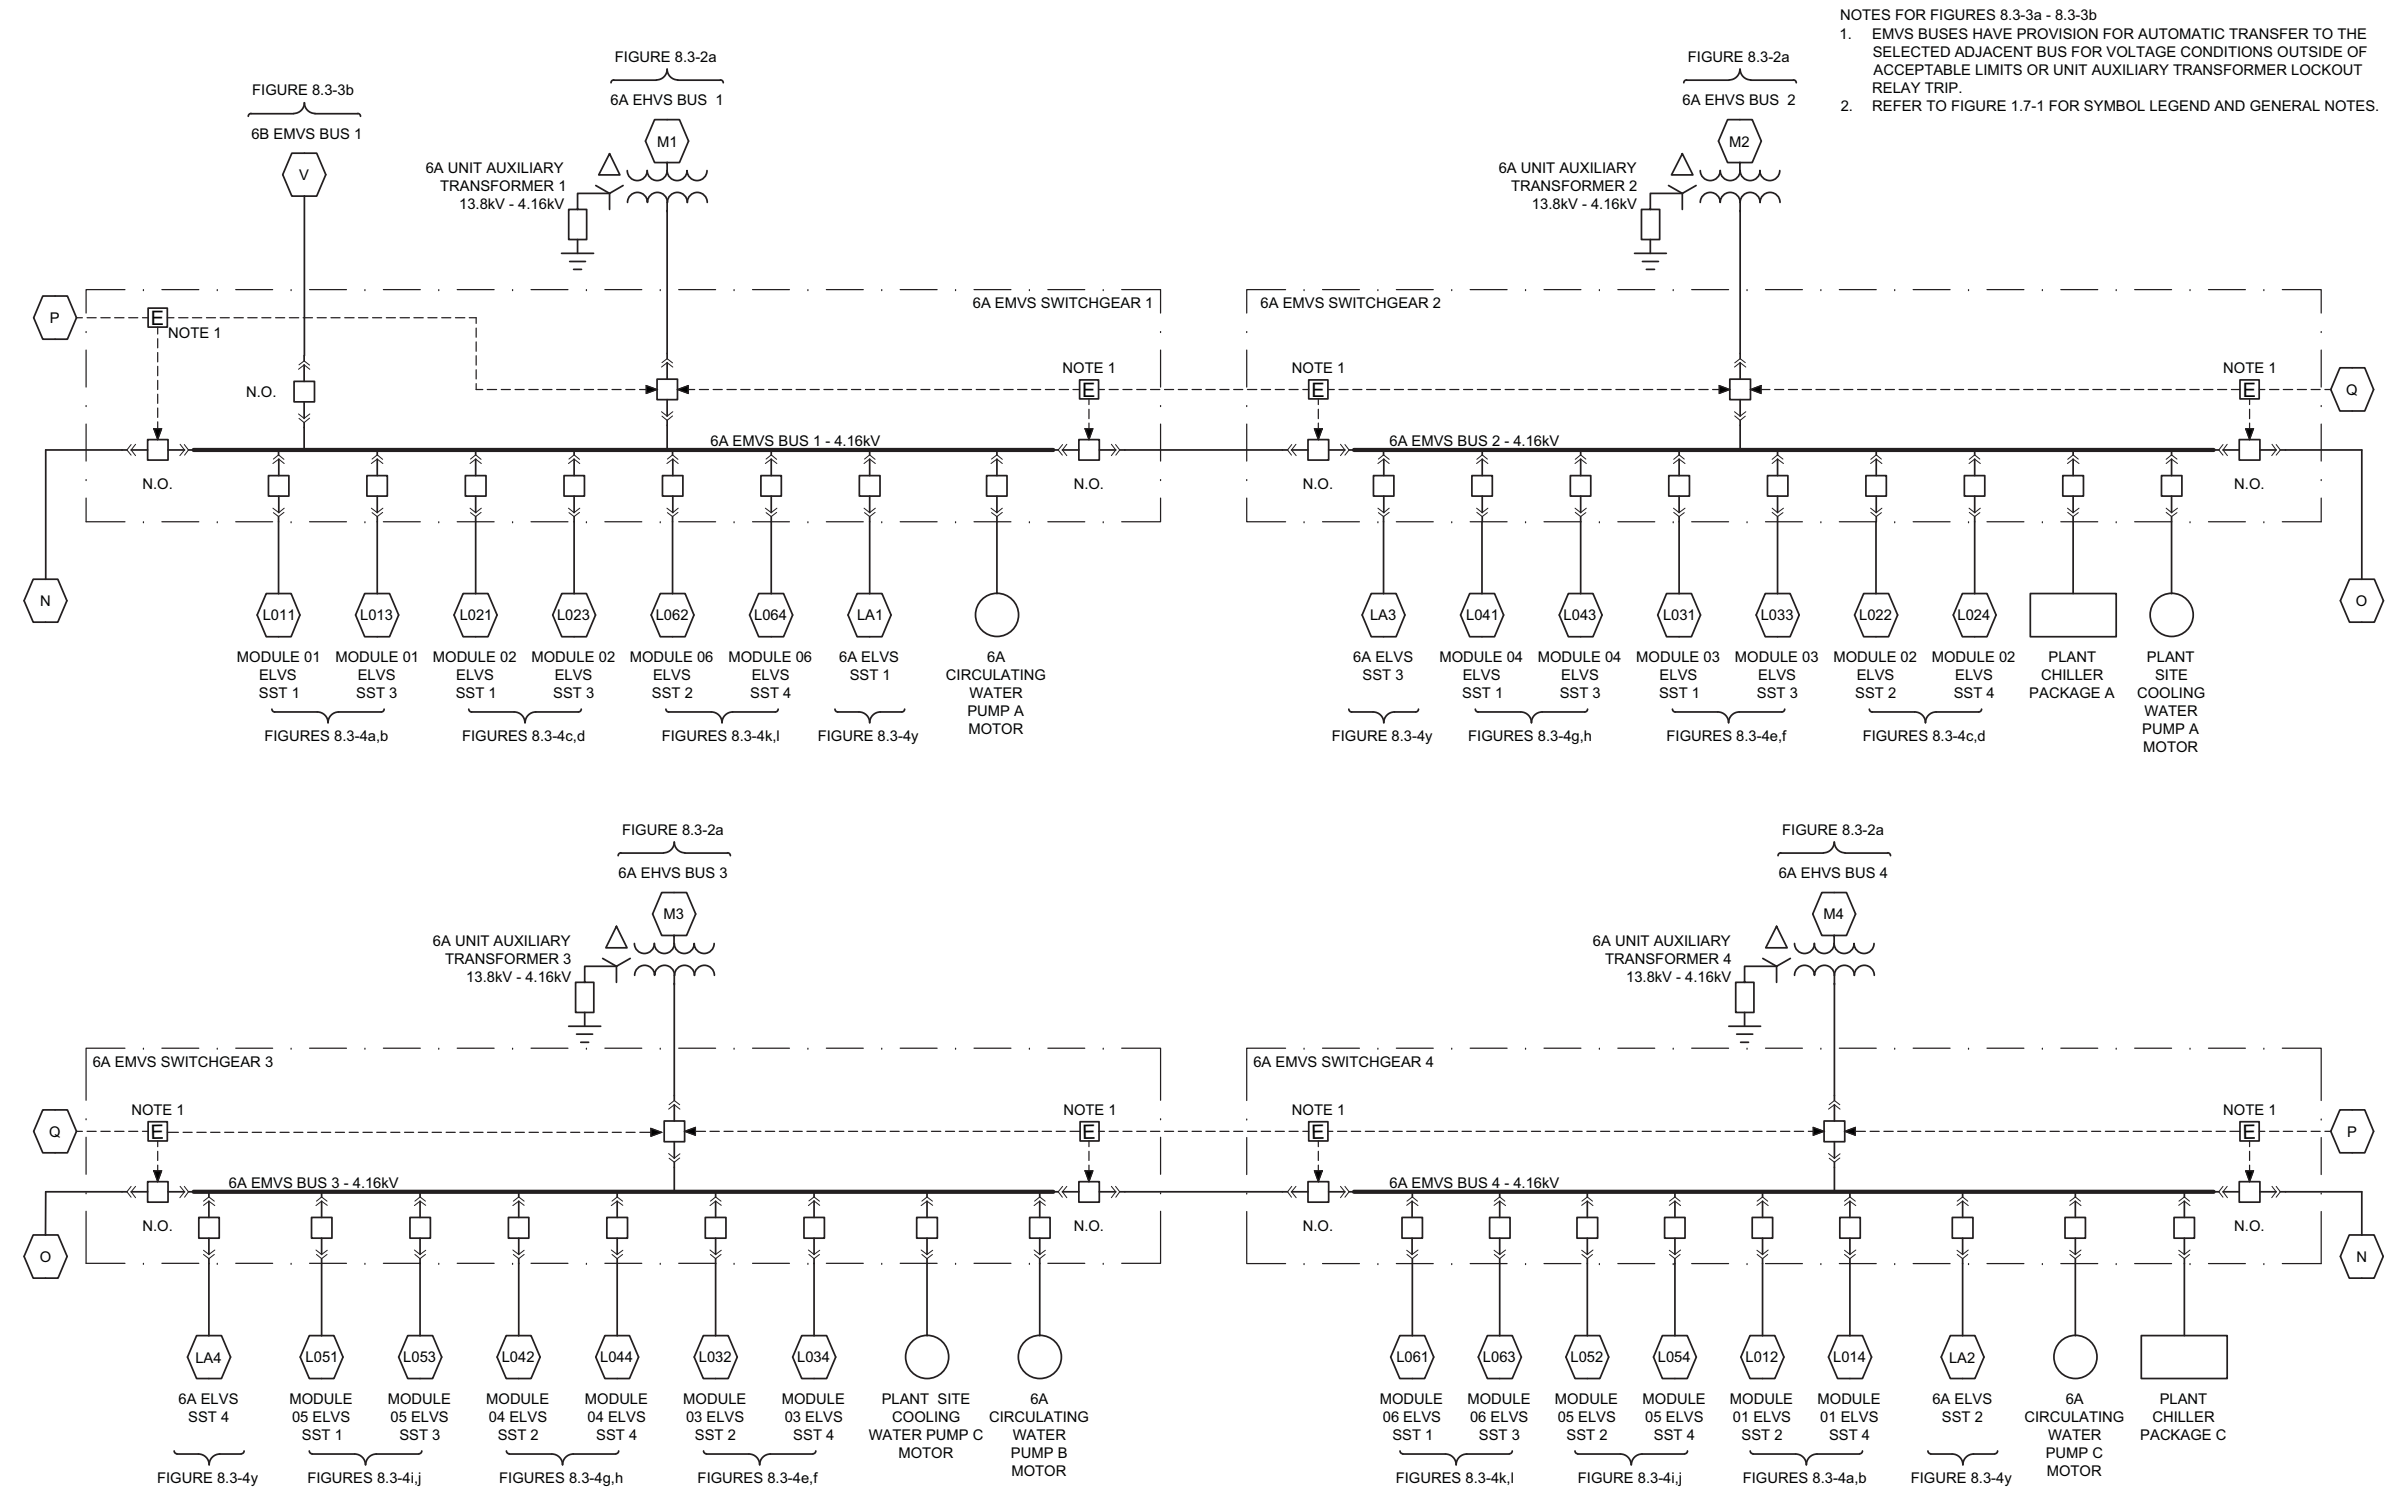 NOTES FOR FIGURES 8.3-3a - 8.3-3b
1. EMVS BUSES HAVE PROVISION FOR AUTOMATIC TRANSFER TO THE
SELECTED ADJACENT BUS FOR VOLTAGE CONDITIONS OUTSIDE OF
ACCEPTABLE LIMITS OR UNIT AUXILIARY TRANSFORMER LOCKOUT
RELAY TRIP.
2. REFER TO FIGURE 1.7-1 FOR SYMBOL LEGEND AND GENERAL NOTES.
FIGURE 8.3-3b
6B EMVS BUS 1
V
FIGURE 8.3-2a
6A EHVS BUS 1
M1
6A UNIT AUXILIARY
TRANSFORMER 1
13.8kV - 4.16kV
FIGURE 8.3-2a
6A EHVS BUS 2
M2
6A UNIT AUXILIARY
TRANSFORMER 2
13.8kV - 4.16kV
6A EMVS SWITCHGEAR 1
P
E
NOTE 1
N.O.
NOTE 1
E
6A EMVS BUS 1 - 4.16kV
N.O.
N.O.
N
L011
L013
L021
L023
L062
L064
LA1
MODULE 01
ELVS
SST 1
MODULE 01
ELVS
SST 3
MODULE 02
ELVS
SST 1
MODULE 02
ELVS
SST 3
MODULE 06
ELVS
SST 2
MODULE 06
ELVS
SST 4
6A ELVS
SST 1
6A
CIRCULATING
WATER
PUMP A
MOTOR
FIGURES 8.3-4a,b
FIGURES 8.3-4c,d
FIGURES 8.3-4k,l
FIGURE 8.3-4y
6A EMVS SWITCHGEAR 2
NOTE 1
E
NOTE 1
E
Q
6A EMVS BUS 2 - 4.16kV
N.O.
N.O.
O
LA3
L041
L043
L031
L033
L022
L024
6A ELVS
SST 3
MODULE 04
ELVS
SST 1
MODULE 04
ELVS
SST 3
MODULE 03
ELVS
SST 1
MODULE 03
ELVS
SST 3
MODULE 02
ELVS
SST 2
MODULE 02
ELVS
SST 4
PLANT
CHILLER
PACKAGE A
PLANT
SITE
COOLING
WATER
PUMP A
MOTOR
FIGURE 8.3-4y
FIGURES 8.3-4g,h
FIGURES 8.3-4e,f
FIGURES 8.3-4c,d
FIGURE 8.3-2a
6A EHVS BUS 3
M3
6A UNIT AUXILIARY
TRANSFORMER 3
13.8kV - 4.16kV
FIGURE 8.3-2a
6A EHVS BUS 4
M4
6A UNIT AUXILIARY
TRANSFORMER 4
13.8kV - 4.16kV
6A EMVS SWITCHGEAR 3
NOTE 1
Q
E
NOTE 1
E
6A EMVS BUS 3 - 4.16kV
N.O.
N.O.
O
LA4
L051
L053
L042
L044
L032
L034
6A ELVS
SST 4
MODULE
05 ELVS
SST 1
MODULE
05 ELVS
SST 3
MODULE
04 ELVS
SST 2
MODULE
04 ELVS
SST 4
MODULE
03 ELVS
SST 2
MODULE
03 ELVS
SST 4
PLANT SITE
COOLING
WATER PUMP C
MOTOR
6A
CIRCULATING
WATER
PUMP B
MOTOR
FIGURE 8.3-4y
FIGURES 8.3-4i,j
FIGURES 8.3-4g,h
FIGURES 8.3-4e,f
6A EMVS SWITCHGEAR 4
NOTE 1
E
NOTE 1
E
P
6A EMVS BUS 4 - 4.16kV
N.O.
N.O.
N
L061
L063
L052
L054
L012
L014
LA2
MODULE
06 ELVS
SST 1
MODULE
06 ELVS
SST 3
MODULE
05 ELVS
SST 2
MODULE
05 ELVS
SST 4
MODULE
01 ELVS
SST 2
MODULE
01 ELVS
SST 4
6A ELVS
SST 2
6A
CIRCULATING
WATER
PUMP C
MOTOR
PLANT
CHILLER
PACKAGE C
FIGURES 8.3-4k,l
FIGURE 8.3-4i,j
FIGURES 8.3-4a,b
FIGURE 8.3-4y